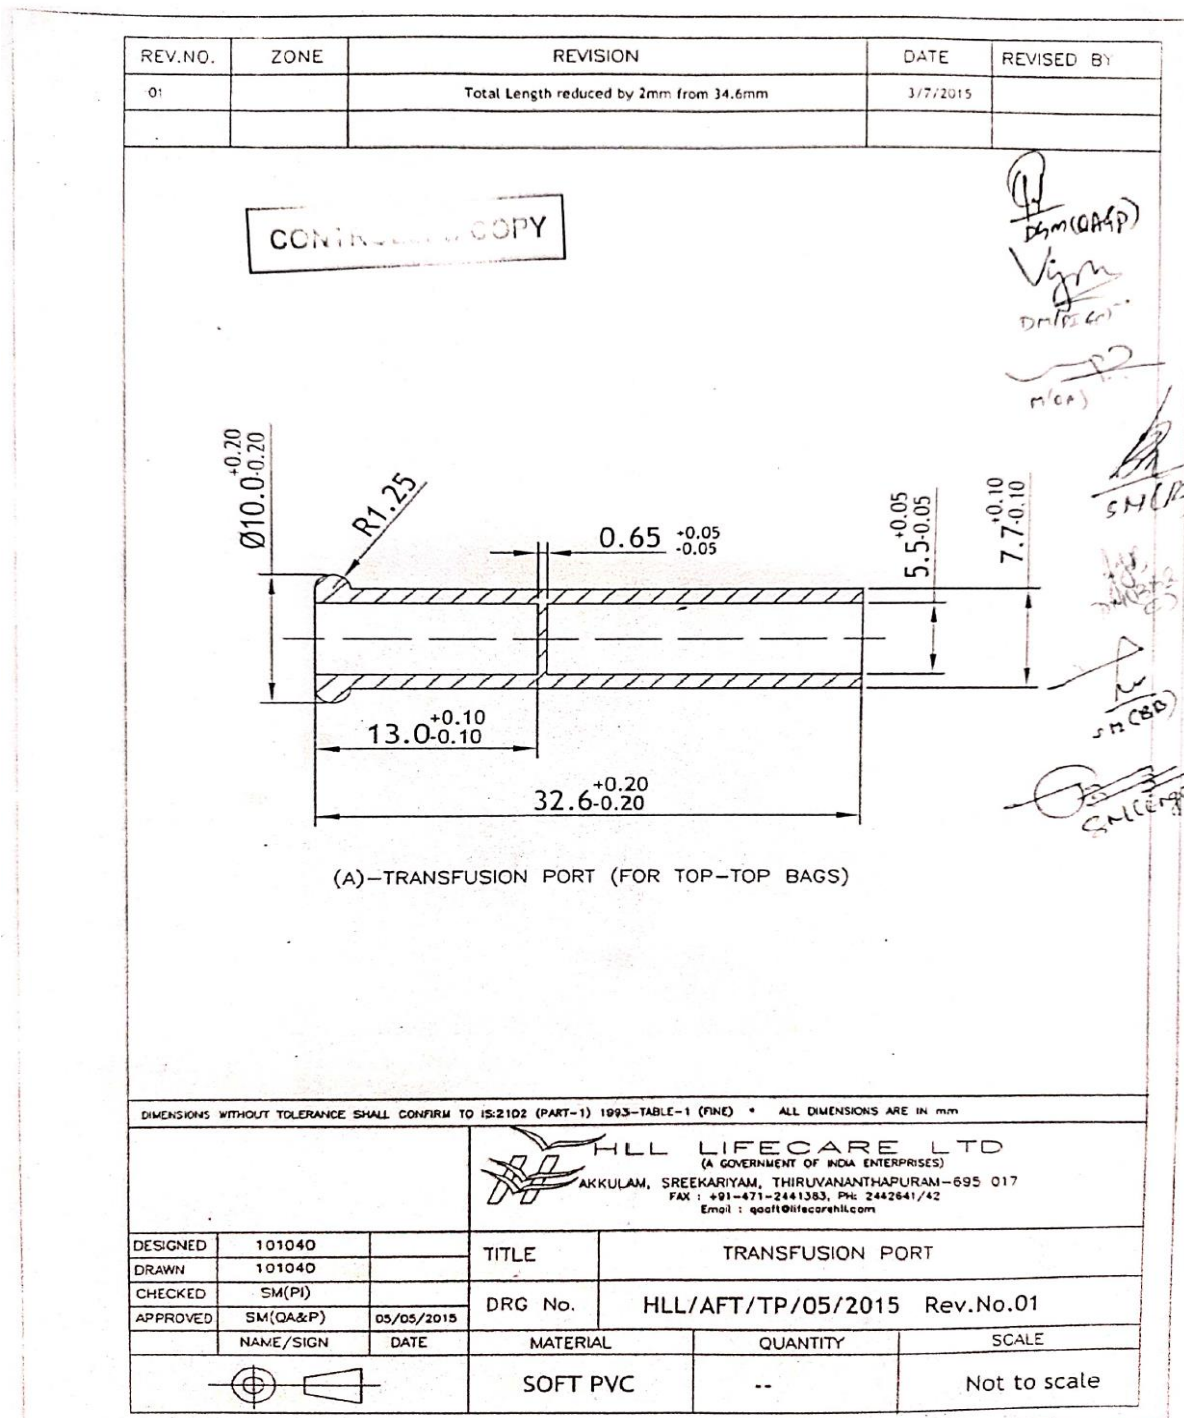 REV.NO. ZONE REVISION DATE REVISED BY
01 Total Length reduced by 2mm from 34.6mm 3/7/2015
COPY
DGM(QA&P)
M(QA)
SM(BB)
Ø10.0 +0.20 -0.20
R1.25
0.65 +0.05 -0.05
5.5 +0.05 -0.05
7.7 +0.10 -0.10
13.0 +0.10 -0.10
32.6 +0.20 -0.20
(A)-TRANSFUSION PORT (FOR TOP-TOP BAGS)
DIMENSIONS WITHOUT TOLERANCE SHALL CONFIRM TO IS:2102 (PART-1) 1993-TABLE-1 (FINE) * ALL DIMENSIONS ARE IN mm
HLL LIFECARE LTD
(A GOVERNMENT OF INDIA ENTERPRISES)
AKKULAM, SREEKARIYAM, THIRUVANANTHAPURAM-695 017
FAX : +91-471-2441383, PH: 2442641/42
Email : qaaft@lifecarehll.com
DESIGNED 101040 TITLE TRANSFUSION PORT
DRAWN 101040
CHECKED SM(PI) DRG No. HLL/AFT/TP/05/2015 Rev.No.01
APPROVED SM(QA&P) 05/05/2015
NAME/SIGN DATE MATERIAL QUANTITY SCALE
SOFT PVC -- Not to scale